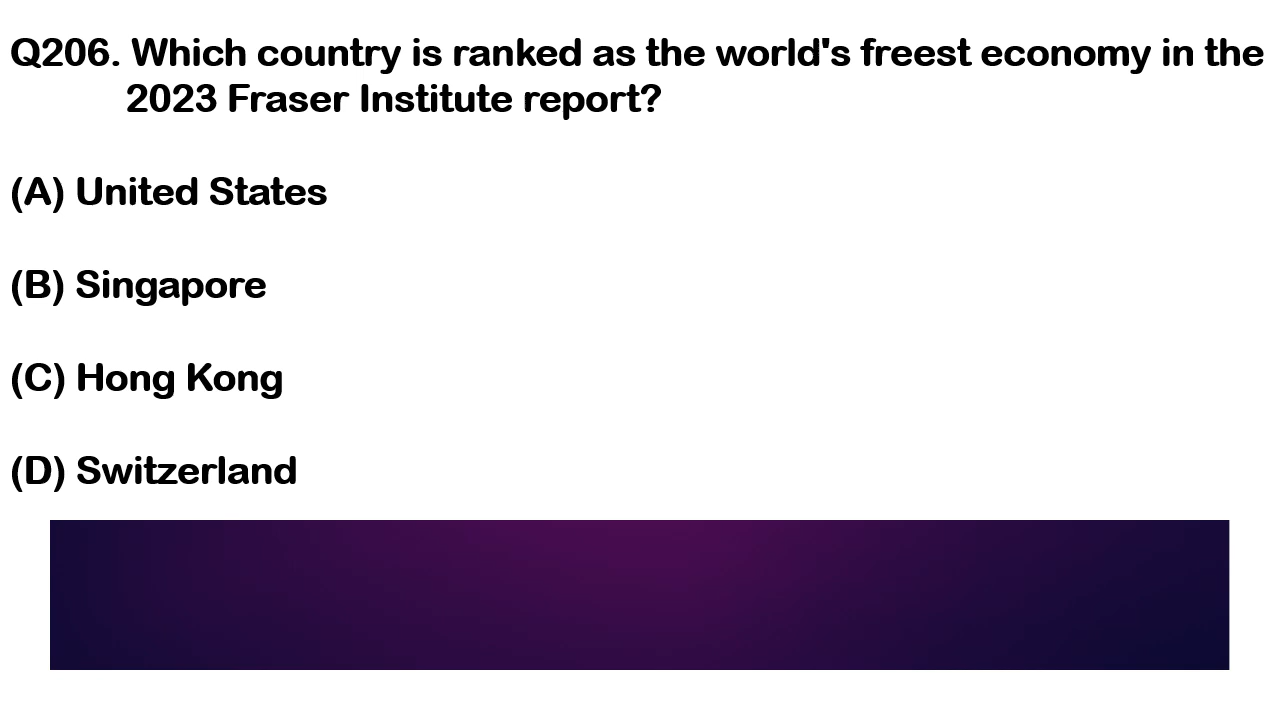 Q206. Which country is ranked as the world's freest economy in the
2023 Fraser Institute report?
(A) United States
(B) Singapore
(C) Hong Kong
(D) Switzerland